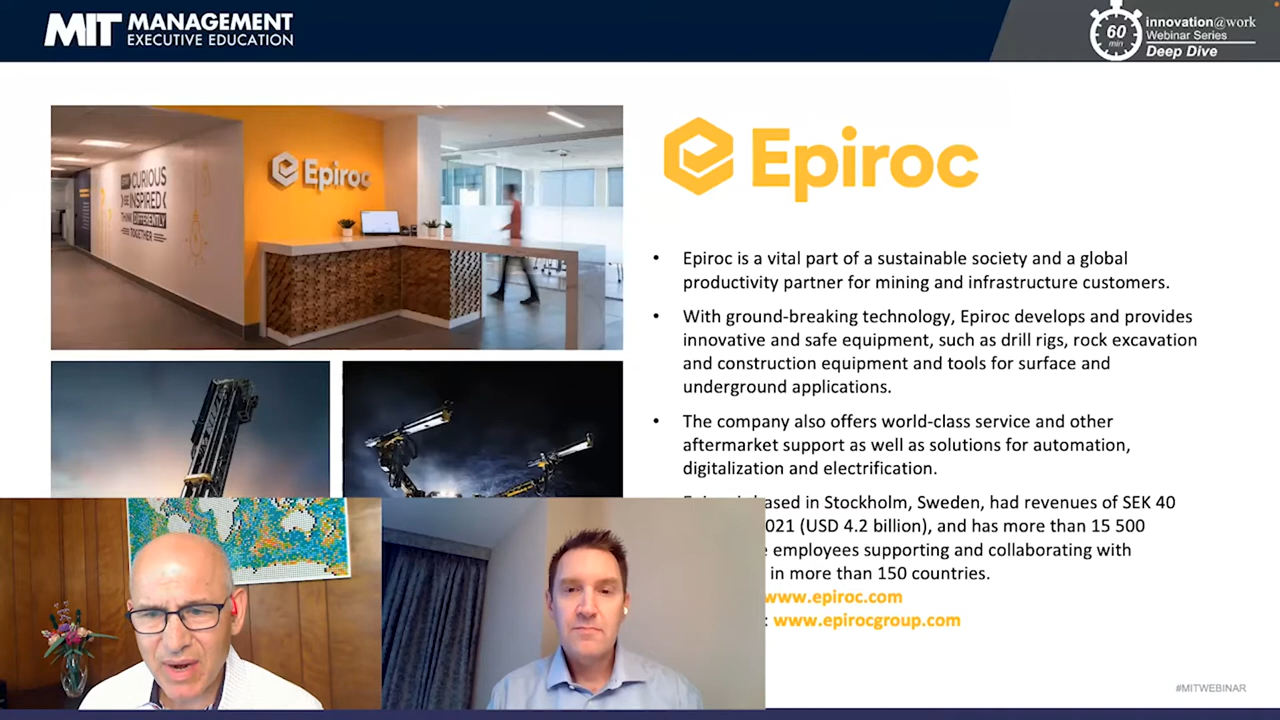 MIT MANAGEMENT
EXECUTIVE EDUCATION
60
min
innovation@work
Webinar Series
Deep Dive
CURIOUS
INSPIRED
THINK DIFFERENTLY
TOGETHER
Epiroc
Epiroc
• Epiroc is a vital part of a sustainable society and a global
productivity partner for mining and infrastructure customers.
• With ground-breaking technology, Epiroc develops and provides
innovative and safe equipment, such as drill rigs, rock excavation
and construction equipment and tools for surface and
underground applications.
• The company also offers world-class service and other
aftermarket support as well as solutions for automation,
digitalization and electrification.
in Stockholm, Sweden, had revenues of SEK 40
(USD 4.2 billion), and has more than 15 500
employees supporting and collaborating with
in more than 150 countries.
www.epiroc.com
: www.epirocgroup.com
#MITWEBINAR